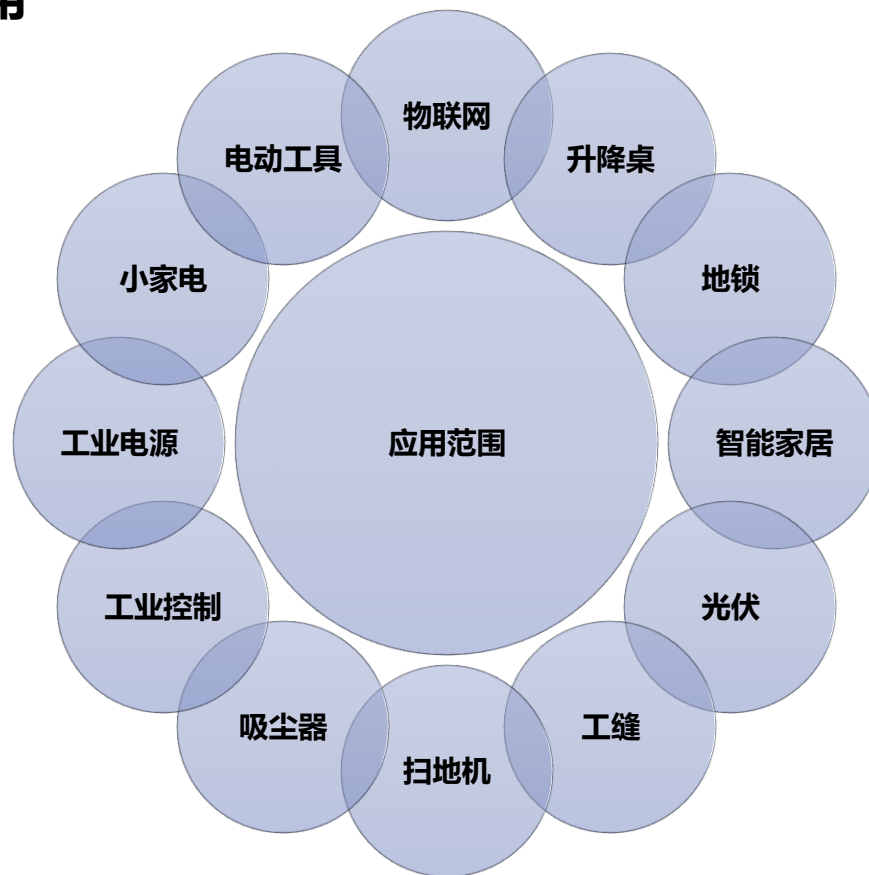 用
物联网
升降桌
地锁
智能家居
光伏
工缝
扫地机
吸尘器
工业控制
工业电源
小家电
电动工具
应用范围